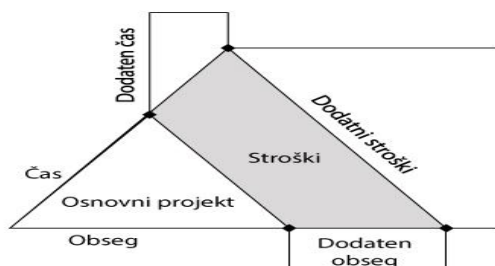 Dodaten čas
Dodatni stroški
Stroški
Čas
Osnovni projekt
Obseg
Dodaten
obseg